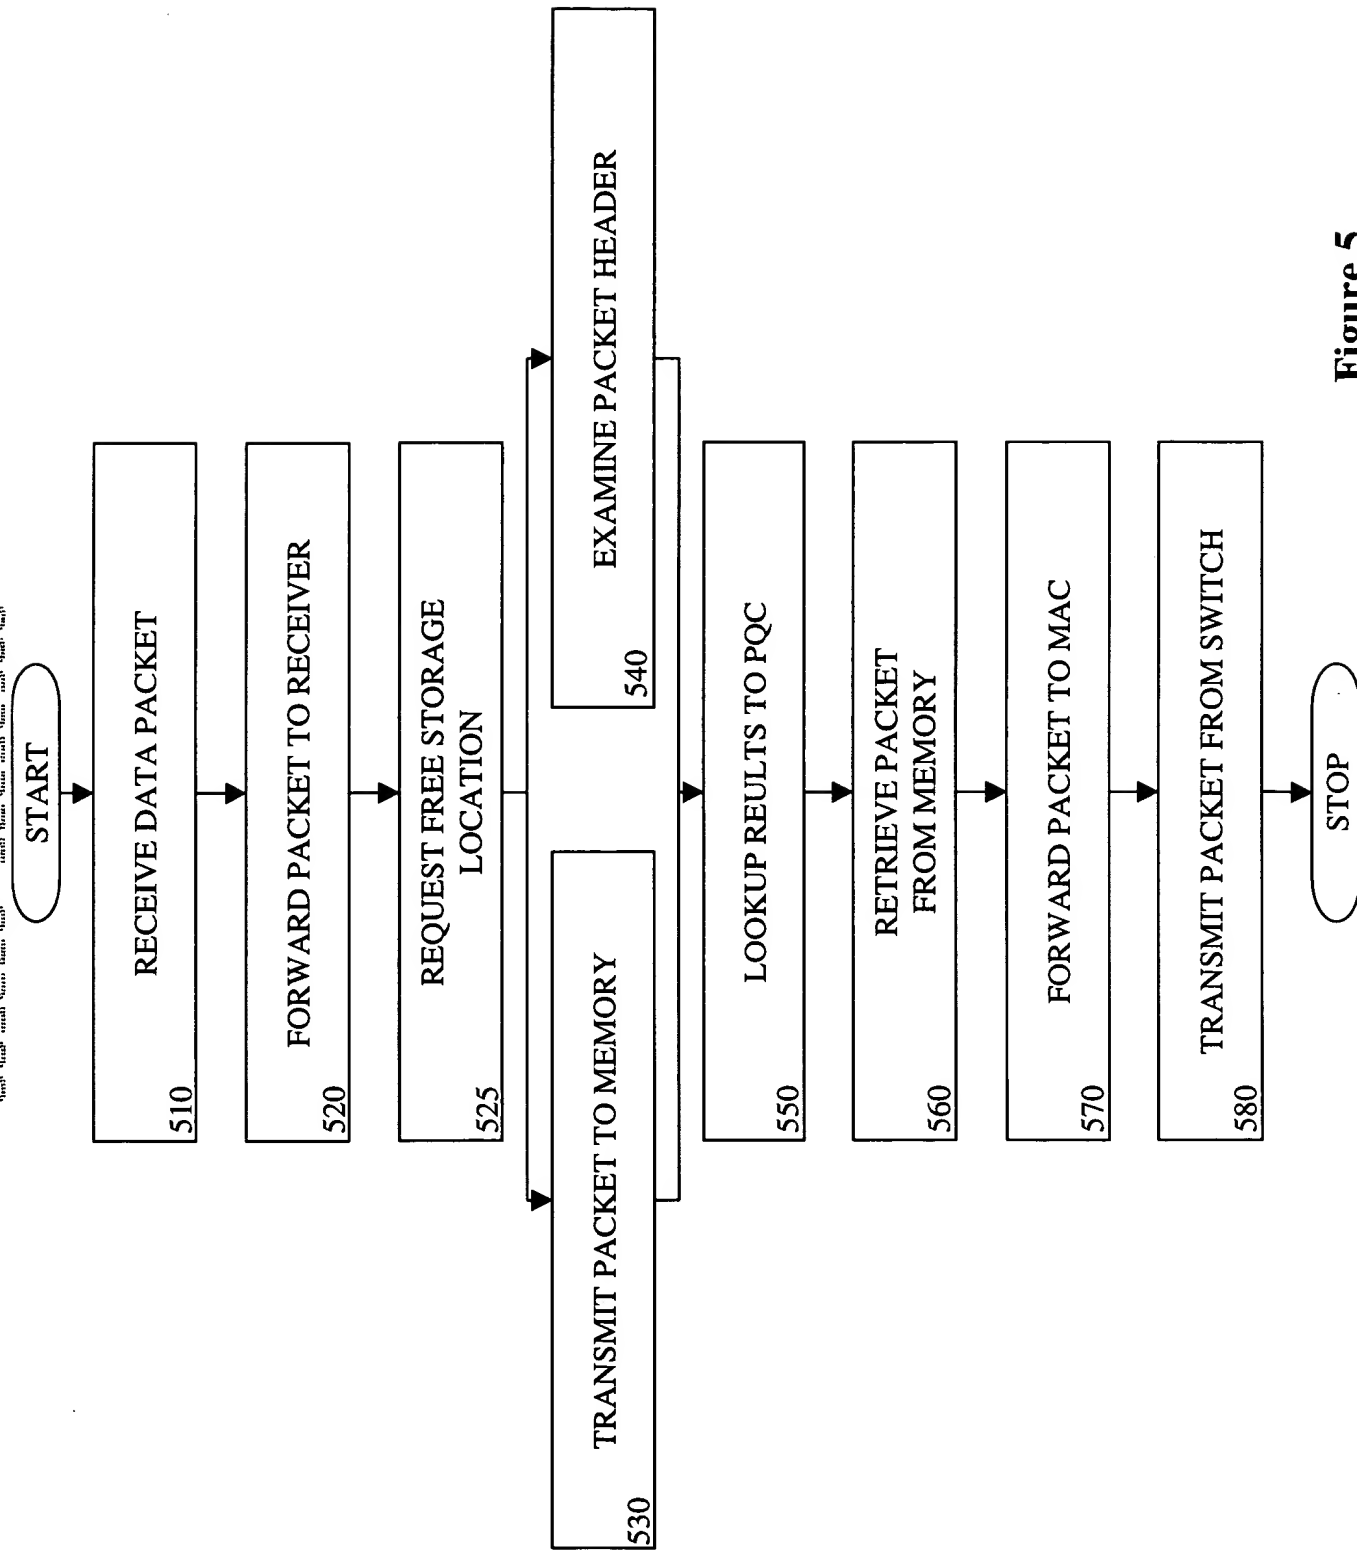 START
RECEIVE DATA PACKET
510
FORWARD PACKET TO RECEIVER
520
REQUEST FREE STORAGE
LOCATION
525
TRANSMIT PACKET TO MEMORY
530
EXAMINE PACKET HEADER
540
LOOKUP REULTS TO PQC
550
RETRIEVE PACKET
FROM MEMORY
560
FORWARD PACKET TO MAC
570
TRANSMIT PACKET FROM SWITCH
580
STOP
Figure 5